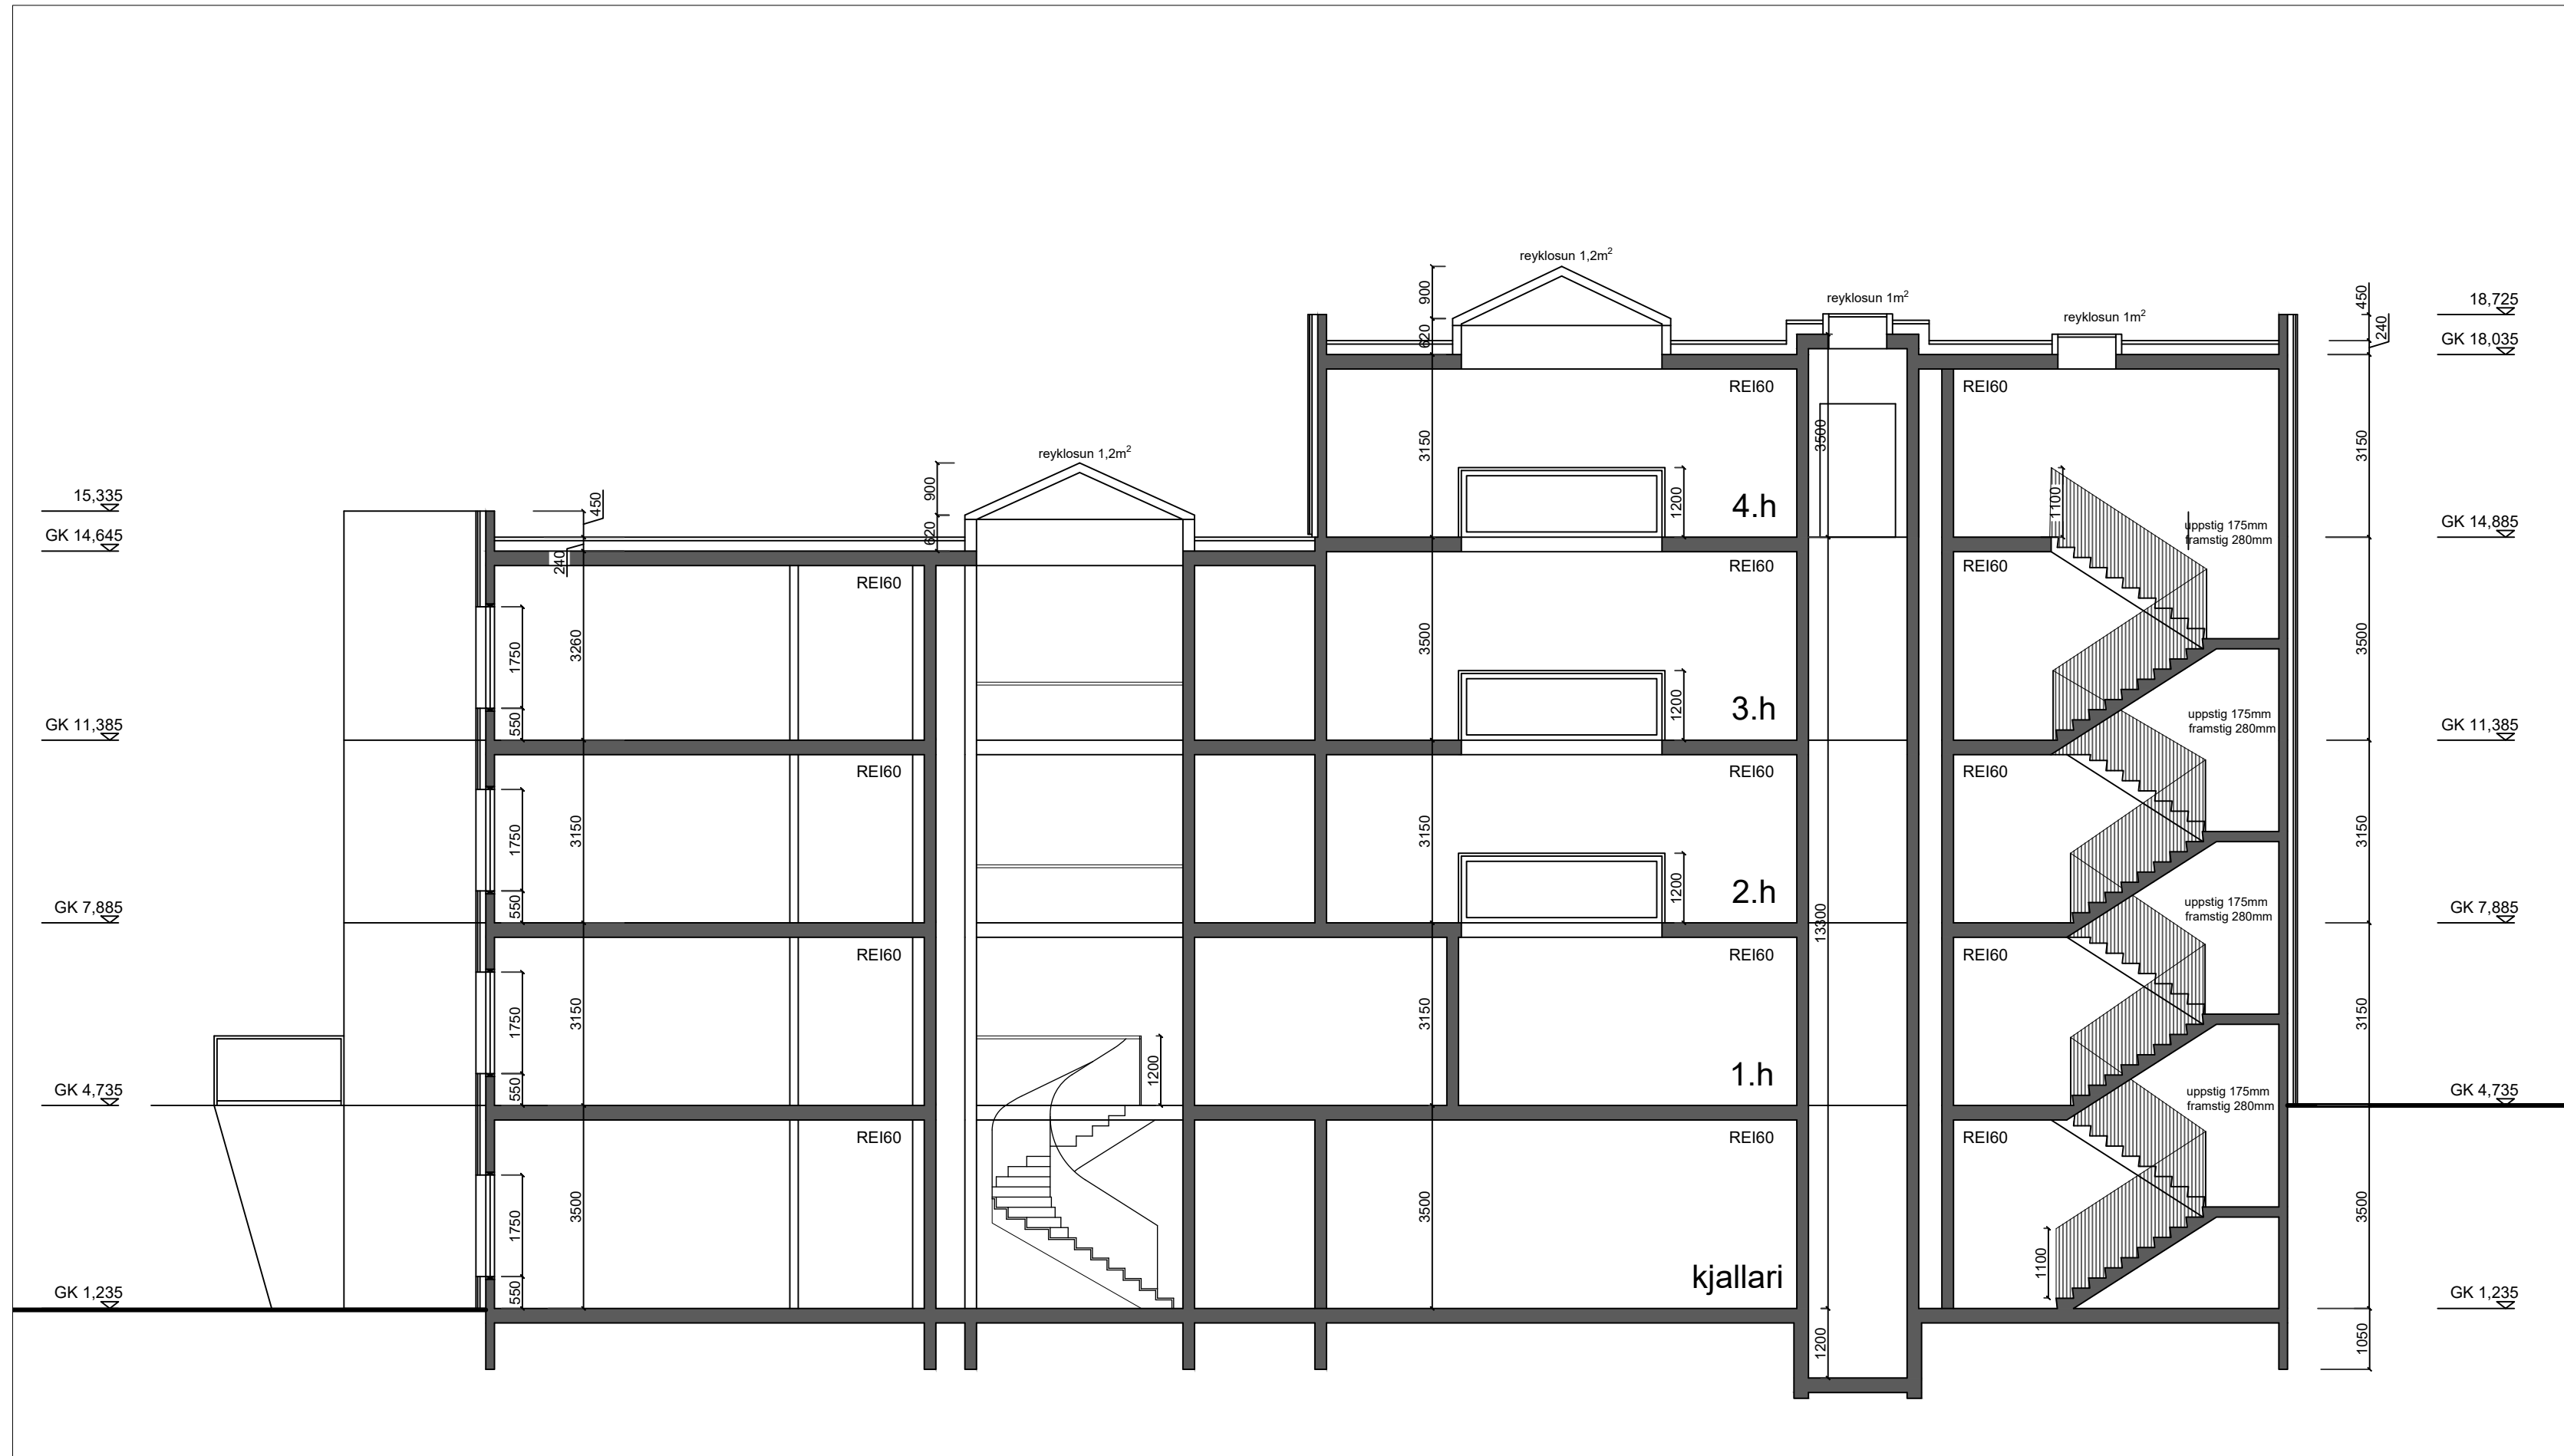 reyklosun 1,2m²
reyklosun 1m²
reyklosun 1m²
900
620
450
240
18,725
GK 18,035
REI60
REI60
3150
3500
3150
reyklosun 1,2m²
900
620
450
240
15,335
GK 14,645
1200
4.h
1100
uppstig 175mm
framstig 280mm
GK 14,885
REI60
REI60
REI60
1750
3260
3500
3500
550
1200
3.h
uppstig 175mm
framstig 280mm
GK 11,385
GK 11,385
REI60
REI60
REI60
1750
3150
3150
3150
550
1200
2.h
uppstig 175mm
framstig 280mm
GK 7,885
13300
GK 7,885
REI60
REI60
REI60
1750
3150
3150
3150
550
1200
1.h
uppstig 175mm
framstig 280mm
GK 4,735
GK 4,735
REI60
REI60
REI60
1750
3500
3500
3500
550
kjallari
1100
GK 1,235
GK 1,235
1200
1050